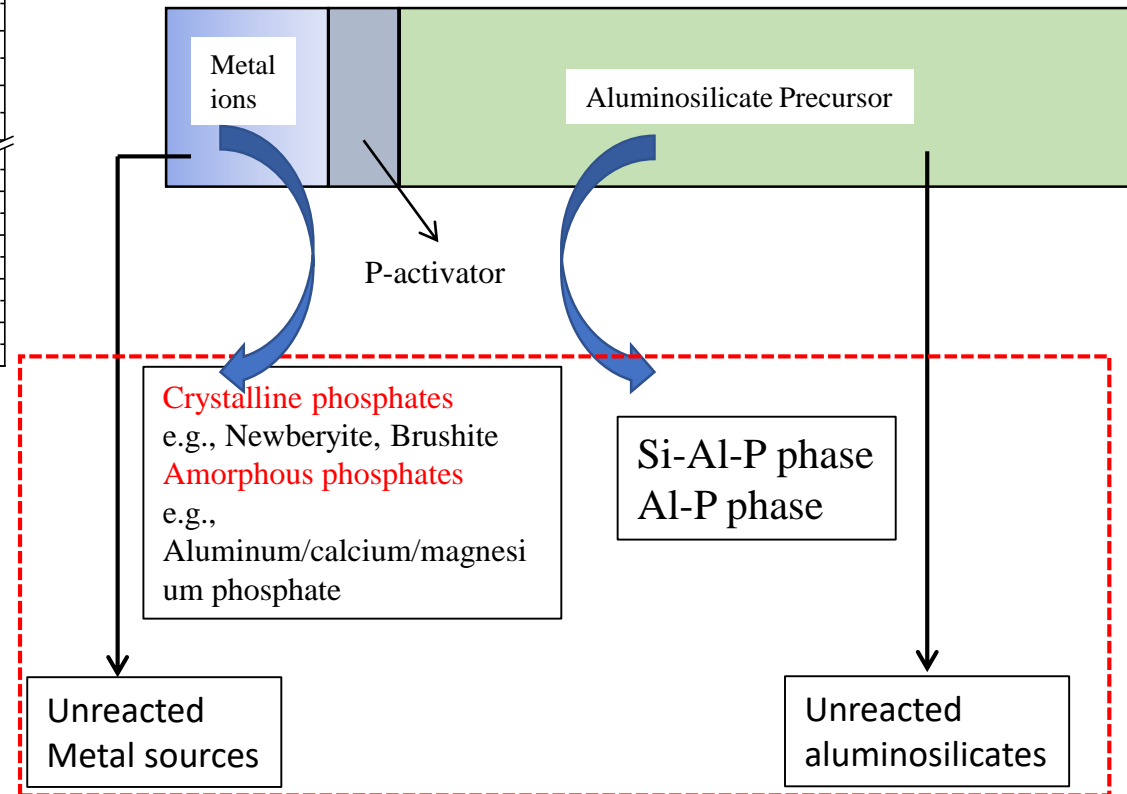 Metal
ions
Aluminosilicate Precursor
P-activator
Crystalline phosphates
e.g., Newberyite, Brushite
Amorphous phosphates
e.g.,
Aluminum/calcium/magnesi
um phosphate
Si-Al-P phase
Al-P phase
Unreacted
Metal sources
Unreacted
aluminosilicates